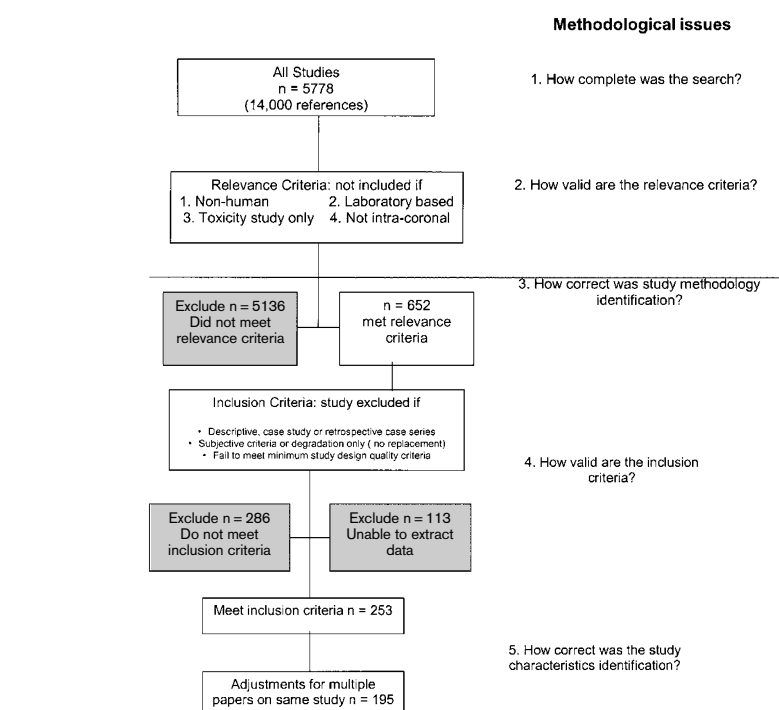 Methodological issues
All Studies
n = 5778
(14,000 references)
1. How complete was the search?
Relevance Criteria: not included if
1. Non-human 2. Laboratory based
3. Toxicity study only 4. Not intra-coronal
2. How valid are the relevance criteria?
3. How correct was study methodology
identification?
Exclude n = 5136
Did not meet
relevance criteria
n = 652
met relevance
criteria
Inclusion Criteria: study excluded if
• Descriptive, case study or retrospective case series
• Subjective criteria or degradation only ( no replacement)
• Fail to meet minimum study design quality criteria
4. How valid are the inclusion
criteria?
Exclude n = 286
Do not meet
inclusion criteria
Exclude n = 113
Unable to extract
data
Meet inclusion criteria n = 253
5. How correct was the study
characteristics identification?
Adjustments for multiple
papers on same study n = 195